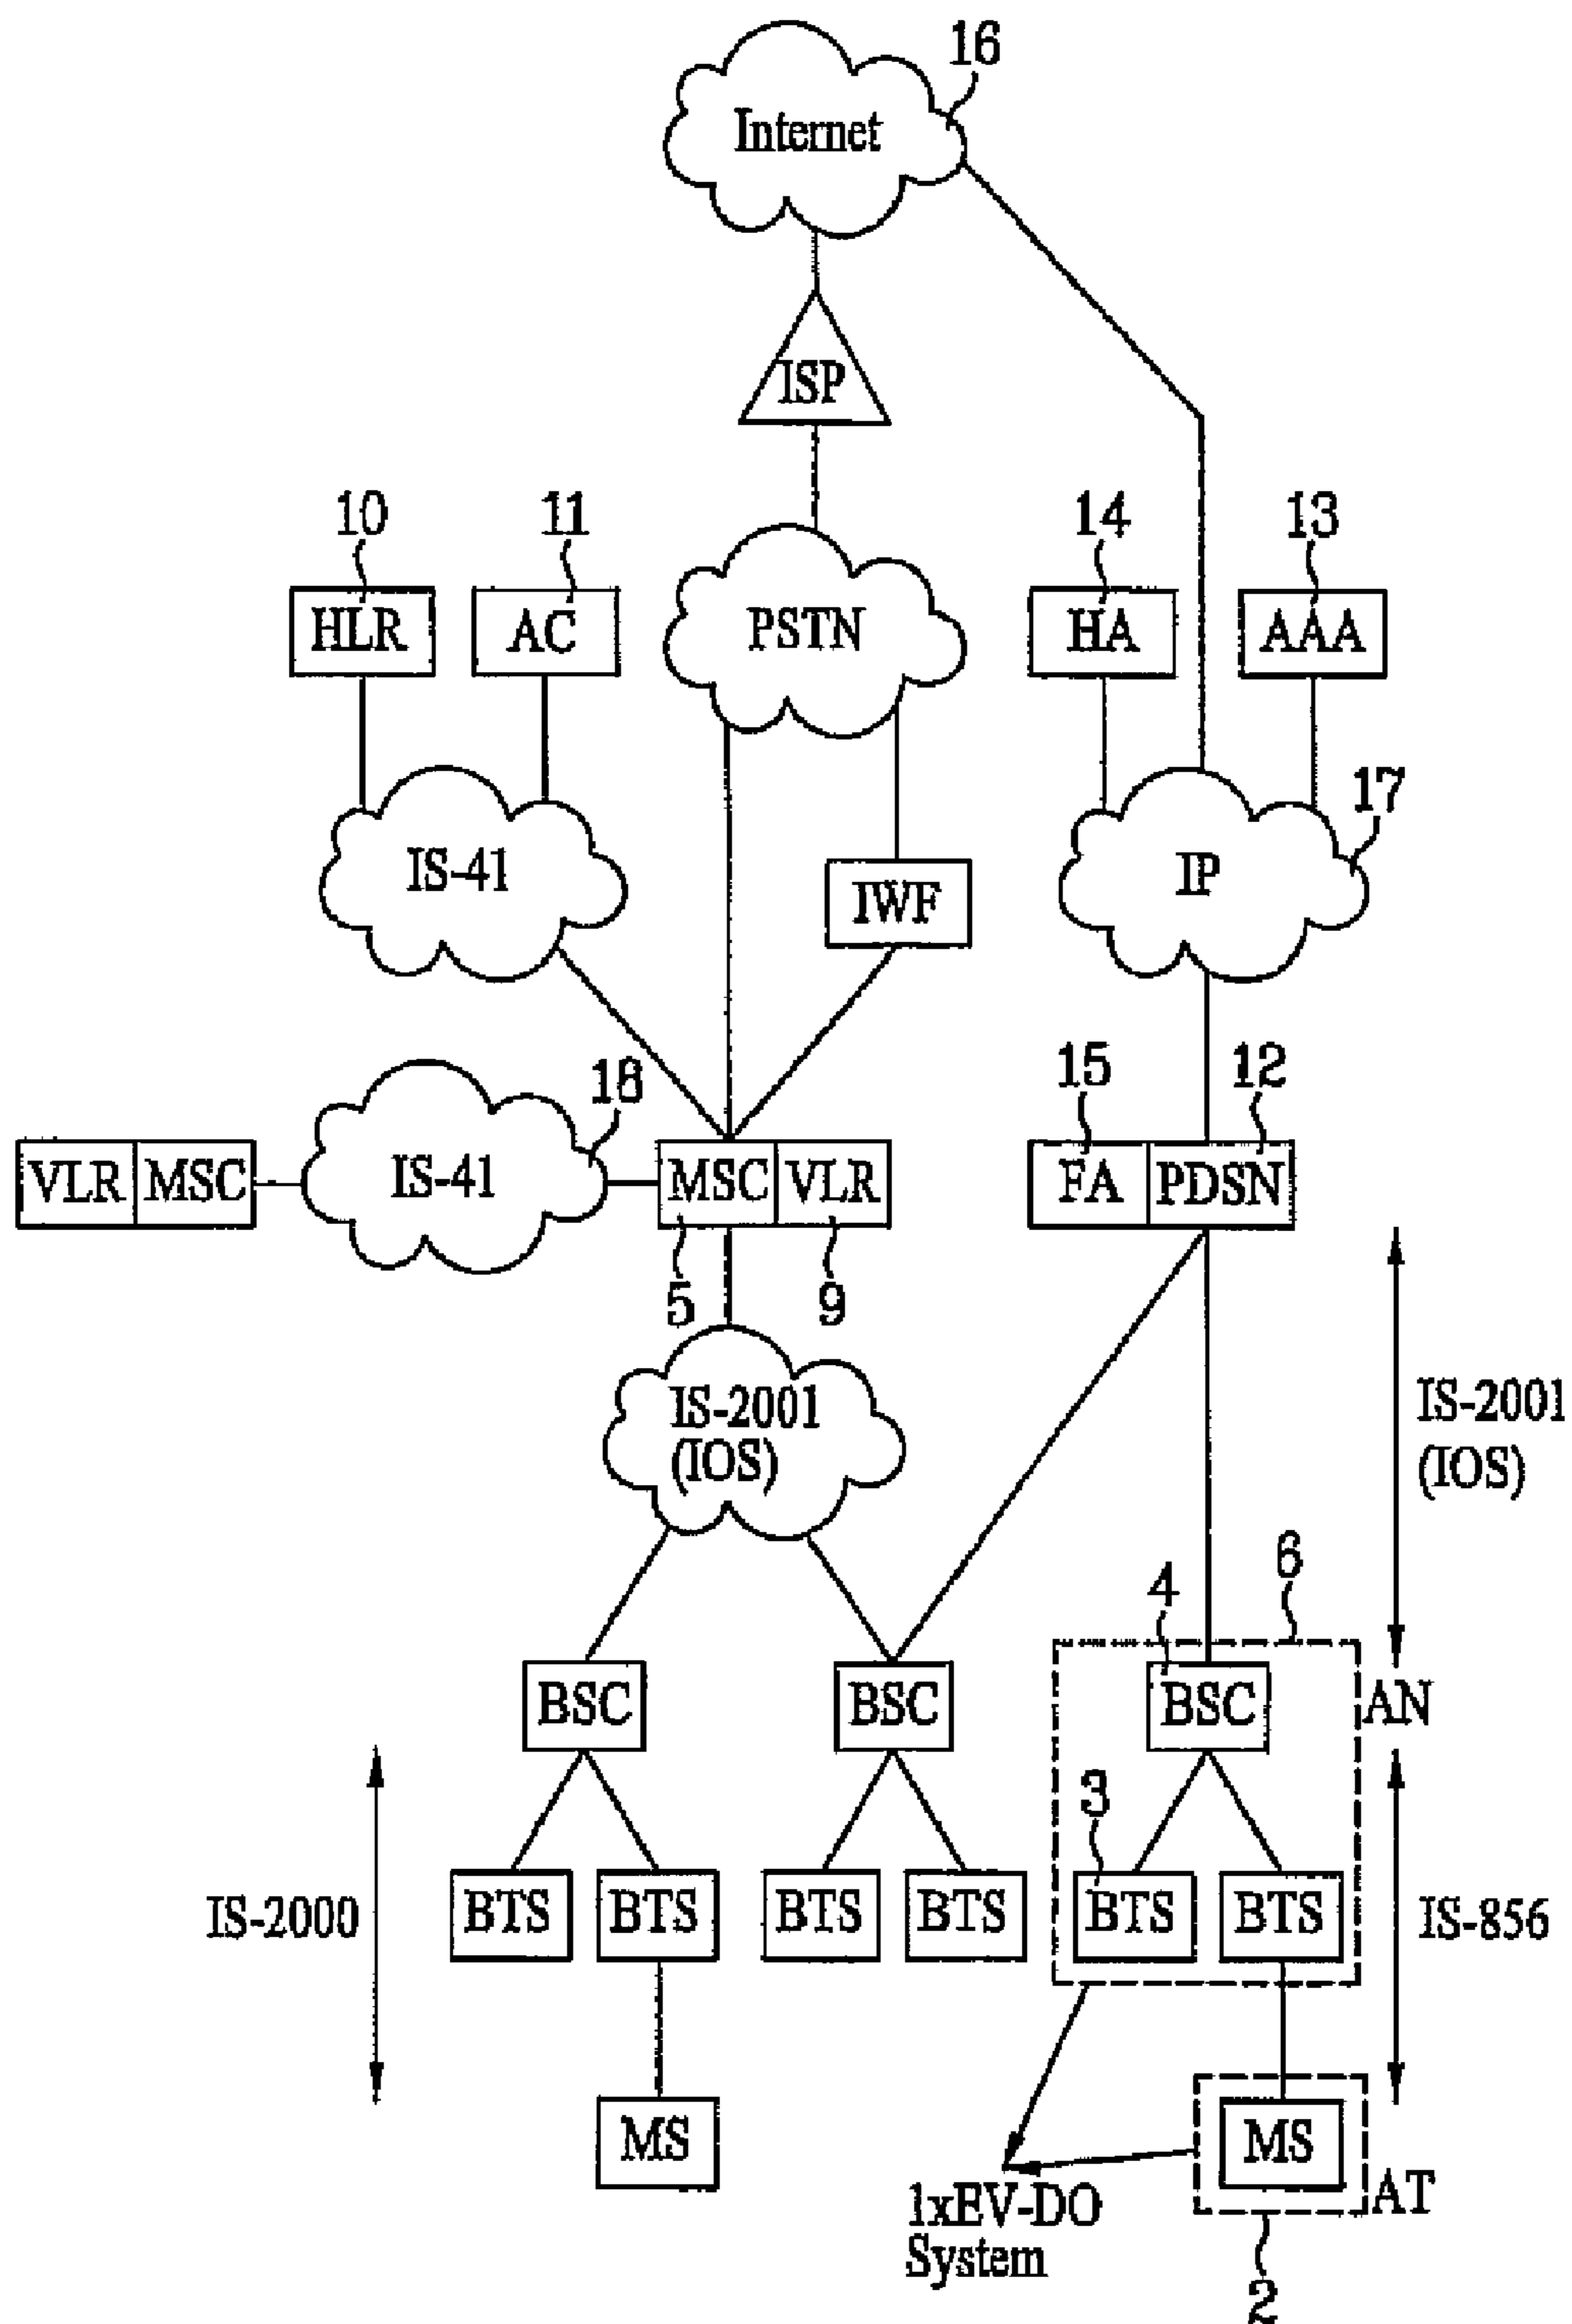 16
Internet
ISP
10
11
14
13
HLR
AC
PSTN
HA
AAA
17
IS-41
IWF
IP
18
15
12
VLR
MSC
IS-41
MSC
VLR
FA
PDSN
5
9
IS-2001
(IOS)
IS-2001
(IOS)
6
4
BSC
BSC
BSC
AN
3
IS-2000
BTS
BTS
BTS
BTS
BTS
BTS
IS-856
MS
MS
1xEV-DO
System
AT
2